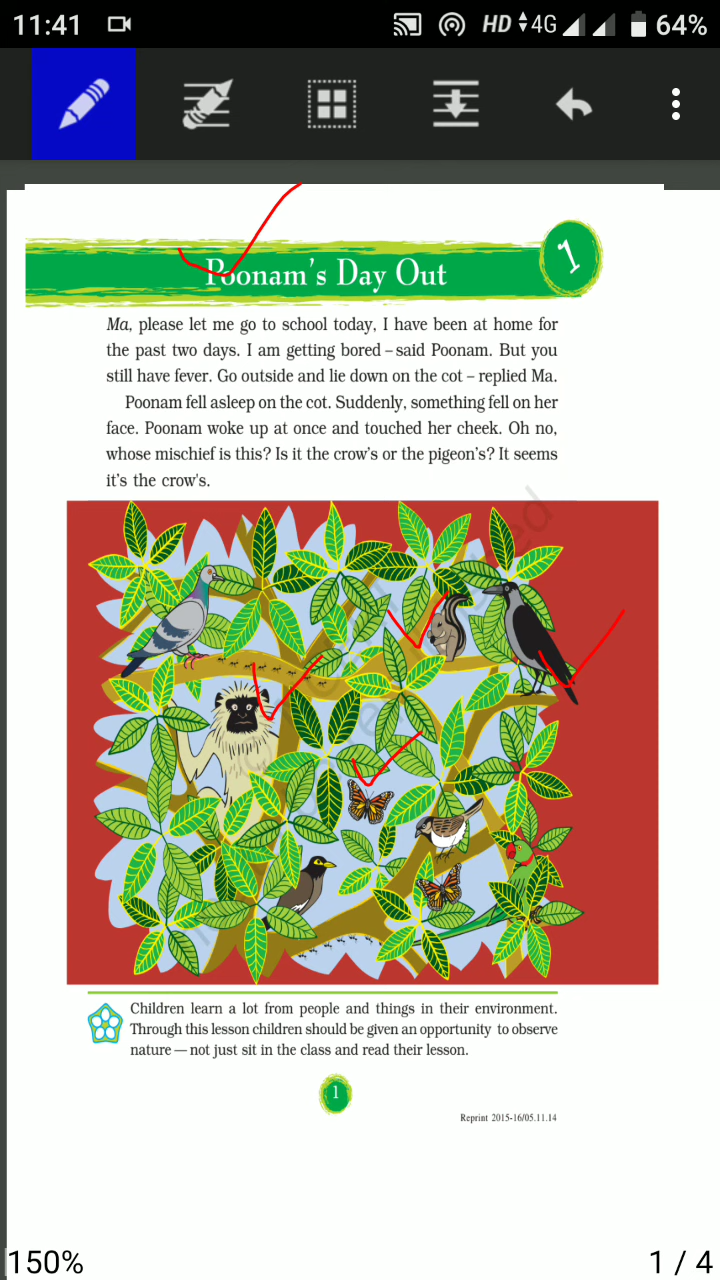 11:41 HD 4G 64%
Poonam's Day Out
1
Ma, please let me go to school today, I have been at home for
the past two days. I am getting bored – said Poonam. But you
still have fever. Go outside and lie down on the cot – replied Ma.
Poonam fell asleep on the cot. Suddenly, something fell on her
face. Poonam woke up at once and touched her cheek. Oh no,
whose mischief is this? Is it the crow's or the pigeon's? It seems
it's the crow's.
Children learn a lot from people and things in their environment.
Through this lesson children should be given an opportunity to observe
nature — not just sit in the class and read their lesson.
1
Reprint 2015-16/05.11.14
150% 1 / 4